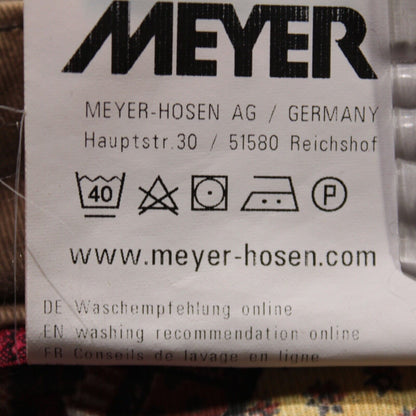 MEYER
MEYER-HOSEN AG / GERMANY
Hauptstr.30 / 51580 Reichshof
40 P
www.meyer-hosen.com
DE Waschempfehlung online
EN washing recommendation online
FR Conseils de lavage en ligne